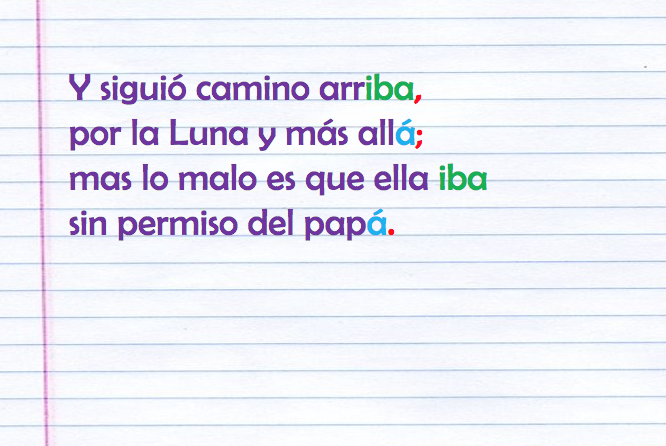 Y siguió camino arriba,
por la Luna y más allá;
mas lo malo es que ella iba
sin permiso del papá.